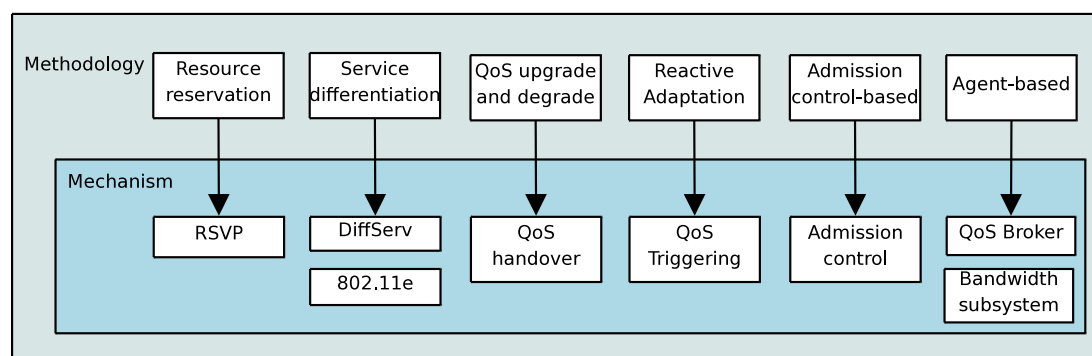 Methodology
Resource
reservation
Service
differentiation
QoS upgrade
and degrade
Reactive
Adaptation
Admission
control-based
Agent-based
Mechanism
RSVP
DiffServ
802.11e
QoS
handover
QoS
Triggering
Admission
control
QoS Broker
Bandwidth
subsystem